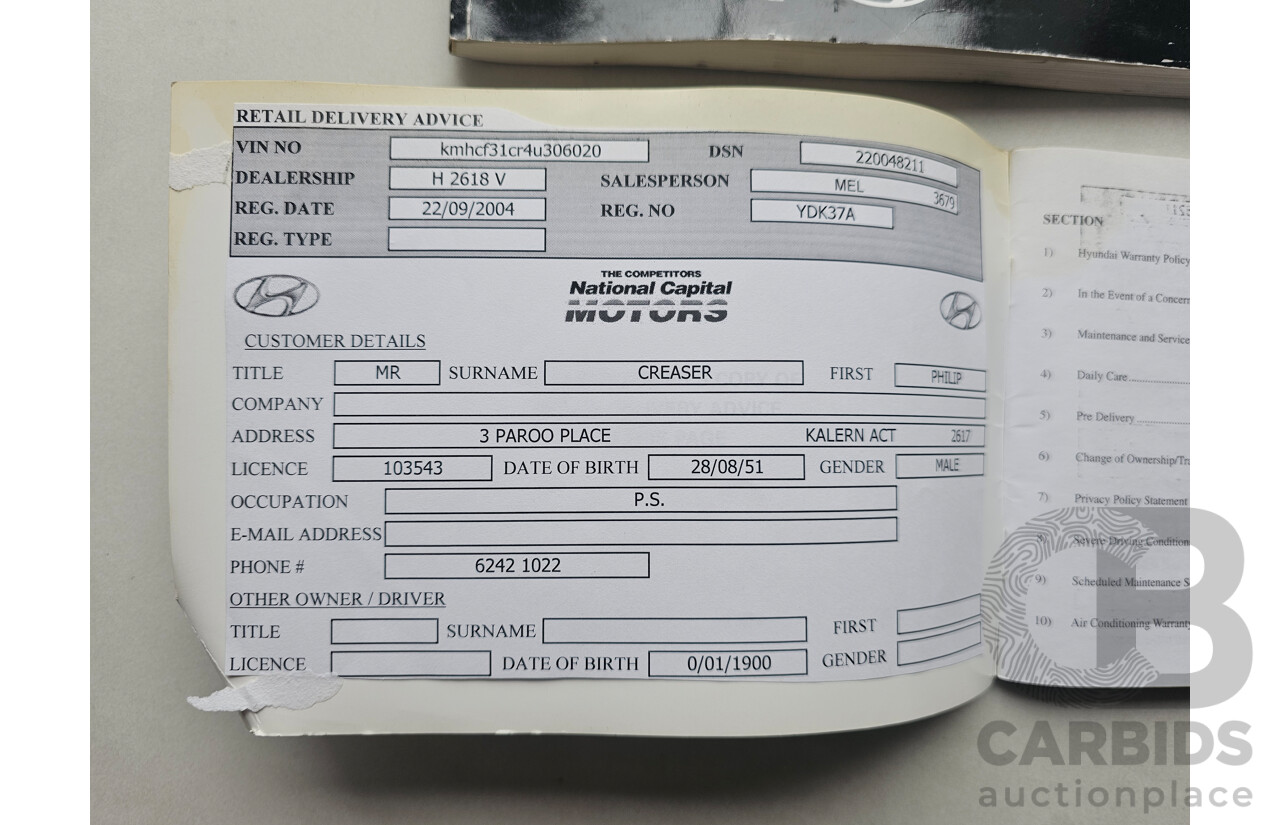 RETAIL DELIVERY ADVICE
VIN NO kmhcf31cr4u306020 DSN 220048211
DEALERSHIP H 2618 V SALESPERSON MEL 3679
REG. DATE 22/09/2004 REG. NO YDK37A
REG. TYPE
THE COMPETITORS
National Capital
MOTORS
CUSTOMER DETAILS
TITLE MR SURNAME CREASER FIRST PHILIP
COMPANY
ADDRESS 3 PAROO PLACE KALERN ACT 2617
LICENCE 103543 DATE OF BIRTH 28/08/51 GENDER MALE
OCCUPATION P.S.
E-MAIL ADDRESS
PHONE # 6242 1022
OTHER OWNER / DRIVER
TITLE SURNAME FIRST
LICENCE DATE OF BIRTH 0/01/1900 GENDER
SECTION
1) Hyundai Warranty Policy
2) In the Event of a Concern
3) Maintenance and Service
4) Daily Care
5) Pre Delivery
6) Change of Ownership/Tra
7) Privacy Policy Statement
8) Severe Driving Condition
9) Scheduled Maintenance S
10) Air Conditioning Warranty
CB
CARBIDS
auctionplace